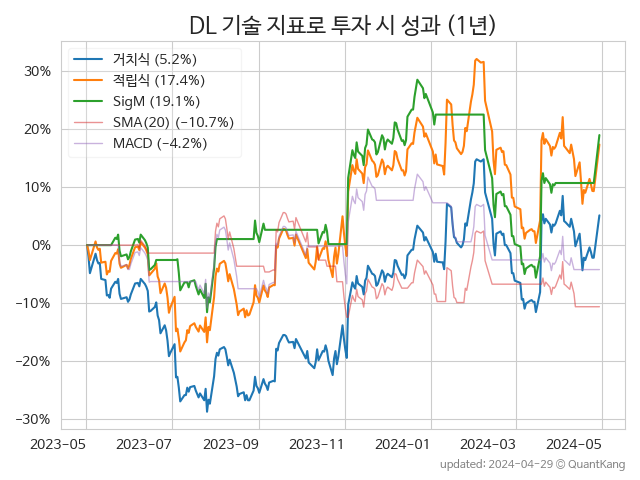 DL 기술 지표로 투자 시 성과 (1년)
거치식 (5.2%)
적립식 (17.4%)
SigM (19.1%)
SMA(20) (−10.7%)
MACD (−4.2%)
30%
20%
10%
0%
−10%
−20%
−30%
2023-05 2023-07 2023-09 2023-11 2024-01 2024-03 2024-05
updated: 2024-04-29 © QuantKang